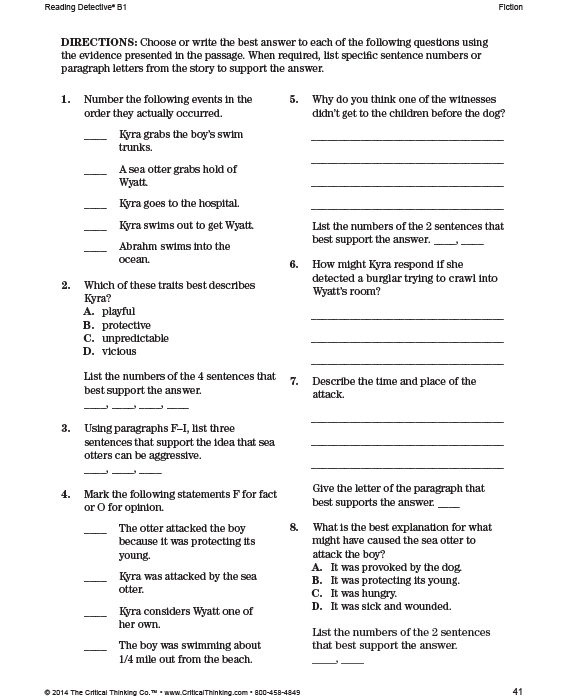 Reading Detective® B1
Fiction
DIRECTIONS: Choose or write the best answer to each of the following questions using
the evidence presented in the passage. When required, list specific sentence numbers or
paragraph letters from the story to support the answer.
1. Number the following events in the
order they actually occurred.
____ Kyra grabs the boy's swim
trunks.
____ A sea otter grabs hold of
Wyatt.
____ Kyra goes to the hospital.
____ Kyra swims out to get Wyatt.
____ Abrahm swims into the
ocean.
2. Which of these traits best describes
Kyra?
A. playful
B. protective
C. unpredictable
D. vicious
List the numbers of the 4 sentences that
best support the answer.
____, ____, ____, ____
3. Using paragraphs F–I, list three
sentences that support the idea that sea
otters can be aggressive.
____, ____, ____
4. Mark the following statements F for fact
or O for opinion.
____ The otter attacked the boy
because it was protecting its
young.
____ Kyra was attacked by the sea
otter.
____ Kyra considers Wyatt one of
her own.
____ The boy was swimming about
1/4 mile out from the beach.
5. Why do you think one of the witnesses
didn't get to the children before the dog?
List the numbers of the 2 sentences that
best support the answer. ____, ____
6. How might Kyra respond if she
detected a burglar trying to crawl into
Wyatt's room?
7. Describe the time and place of the
attack.
Give the letter of the paragraph that
best supports the answer. ____
8. What is the best explanation for what
might have caused the sea otter to
attack the boy?
A. It was provoked by the dog.
B. It was protecting its young.
C. It was hungry.
D. It was sick and wounded.
List the numbers of the 2 sentences
that best support the answer.
____, ____
© 2014 The Critical Thinking Co.™ • www.CriticalThinking.com • 800-458-4849
41